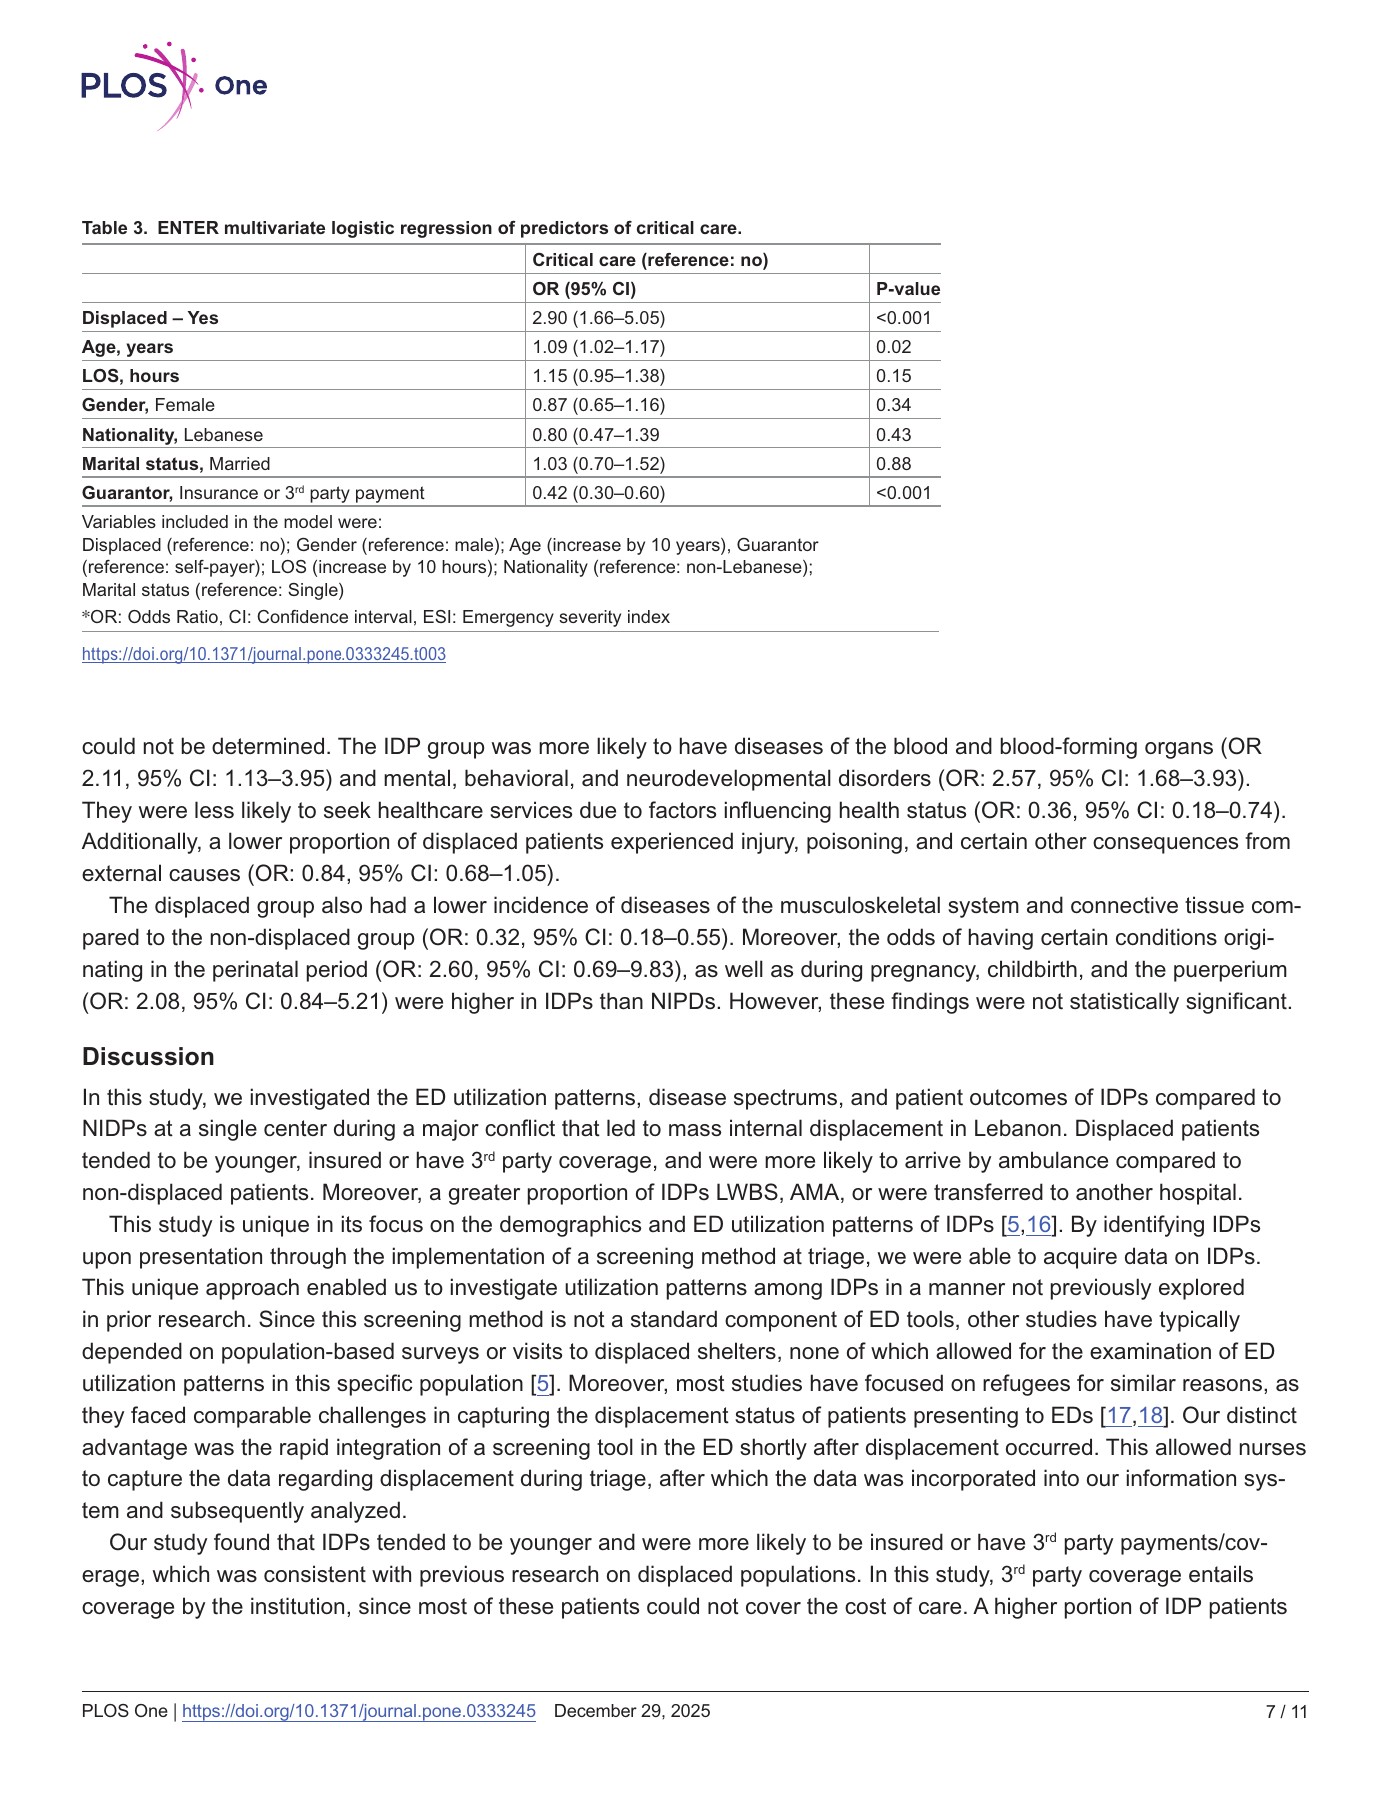 PLOS One
Table 3. ENTER multivariate logistic regression of predictors of critical care.
Critical care (reference: no)
OR (95% CI) P-value
Displaced – Yes 2.90 (1.66–5.05) <0.001
Age, years 1.09 (1.02–1.17) 0.02
LOS, hours 1.15 (0.95–1.38) 0.15
Gender, Female 0.87 (0.65–1.16) 0.34
Nationality, Lebanese 0.80 (0.47–1.39 0.43
Marital status, Married 1.03 (0.70–1.52) 0.88
Guarantor, Insurance or 3rd party payment 0.42 (0.30–0.60) <0.001
Variables included in the model were:
Displaced (reference: no); Gender (reference: male); Age (increase by 10 years), Guarantor
(reference: self-payer); LOS (increase by 10 hours); Nationality (reference: non-Lebanese);
Marital status (reference: Single)
*OR: Odds Ratio, CI: Confidence interval, ESI: Emergency severity index
https://doi.org/10.1371/journal.pone.0333245.t003
could not be determined. The IDP group was more likely to have diseases of the blood and blood-forming organs (OR
2.11, 95% CI: 1.13–3.95) and mental, behavioral, and neurodevelopmental disorders (OR: 2.57, 95% CI: 1.68–3.93).
They were less likely to seek healthcare services due to factors influencing health status (OR: 0.36, 95% CI: 0.18–0.74).
Additionally, a lower proportion of displaced patients experienced injury, poisoning, and certain other consequences from
external causes (OR: 0.84, 95% CI: 0.68–1.05).
The displaced group also had a lower incidence of diseases of the musculoskeletal system and connective tissue com-
pared to the non-displaced group (OR: 0.32, 95% CI: 0.18–0.55). Moreover, the odds of having certain conditions origi-
nating in the perinatal period (OR: 2.60, 95% CI: 0.69–9.83), as well as during pregnancy, childbirth, and the puerperium
(OR: 2.08, 95% CI: 0.84–5.21) were higher in IDPs than NIPDs. However, these findings were not statistically significant.
Discussion
In this study, we investigated the ED utilization patterns, disease spectrums, and patient outcomes of IDPs compared to
NIDPs at a single center during a major conflict that led to mass internal displacement in Lebanon. Displaced patients
tended to be younger, insured or have 3rd party coverage, and were more likely to arrive by ambulance compared to
non-displaced patients. Moreover, a greater proportion of IDPs LWBS, AMA, or were transferred to another hospital.
This study is unique in its focus on the demographics and ED utilization patterns of IDPs [5,16]. By identifying IDPs
upon presentation through the implementation of a screening method at triage, we were able to acquire data on IDPs.
This unique approach enabled us to investigate utilization patterns among IDPs in a manner not previously explored
in prior research. Since this screening method is not a standard component of ED tools, other studies have typically
depended on population-based surveys or visits to displaced shelters, none of which allowed for the examination of ED
utilization patterns in this specific population [5]. Moreover, most studies have focused on refugees for similar reasons, as
they faced comparable challenges in capturing the displacement status of patients presenting to EDs [17,18]. Our distinct
advantage was the rapid integration of a screening tool in the ED shortly after displacement occurred. This allowed nurses
to capture the data regarding displacement during triage, after which the data was incorporated into our information sys-
tem and subsequently analyzed.
Our study found that IDPs tended to be younger and were more likely to be insured or have 3rd party payments/cov-
erage, which was consistent with previous research on displaced populations. In this study, 3rd party coverage entails
coverage by the institution, since most of these patients could not cover the cost of care. A higher portion of IDP patients
PLOS One | https://doi.org/10.1371/journal.pone.0333245 December 29, 2025 7 / 11